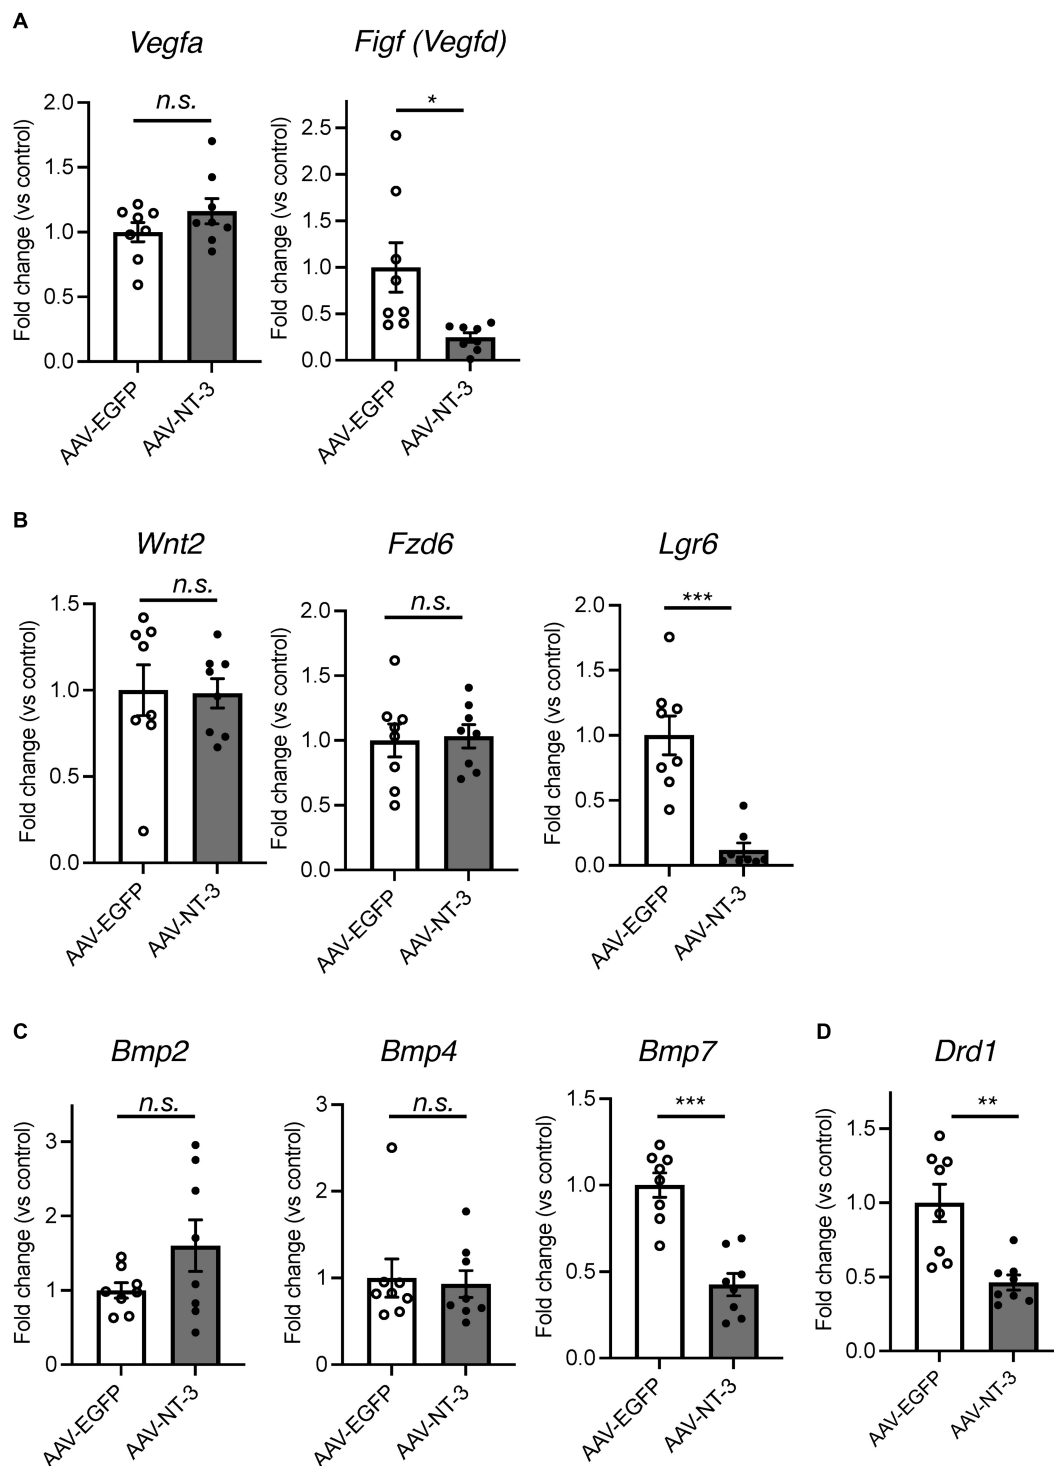 A
Vegfa
Figf (Vegfd)
n.s.
*
Fold change (vs control)
2.0
1.5
1.0
0.5
0.0
Fold change (vs control)
2.5
2.0
1.5
1.0
0.5
0.0
AAV-EGFP
AAV-NT-3
AAV-EGFP
AAV-NT-3
B
Wnt2
Fzd6
Lgr6
n.s.
n.s.
***
Fold change (vs control)
1.5
1.0
0.5
0.0
Fold change (vs control)
2.0
1.5
1.0
0.5
0.0
Fold change (vs control)
2.0
1.5
1.0
0.5
0.0
AAV-EGFP
AAV-NT-3
AAV-EGFP
AAV-NT-3
AAV-EGFP
AAV-NT-3
C
Bmp2
Bmp4
Bmp7
n.s.
n.s.
***
Fold change (vs control)
3
2
1
0
Fold change (vs control)
3
2
1
0
Fold change (vs control)
1.5
1.0
0.5
0.0
AAV-EGFP
AAV-NT-3
AAV-EGFP
AAV-NT-3
AAV-EGFP
AAV-NT-3
D
Drd1
**
Fold change (vs control)
1.5
1.0
0.5
0.0
AAV-EGFP
AAV-NT-3